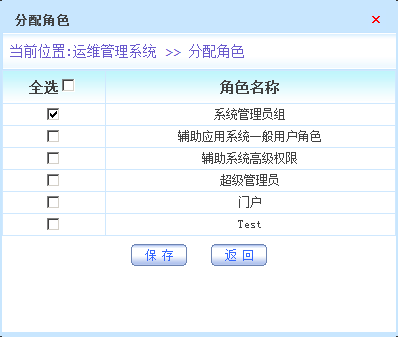 分配角色
当前位置:运维管理系统 >> 分配角色
全选 角色名称
系统管理员组
辅助应用系统一般用户角色
辅助系统高级权限
超级管理员
门户
Test
保存 返回